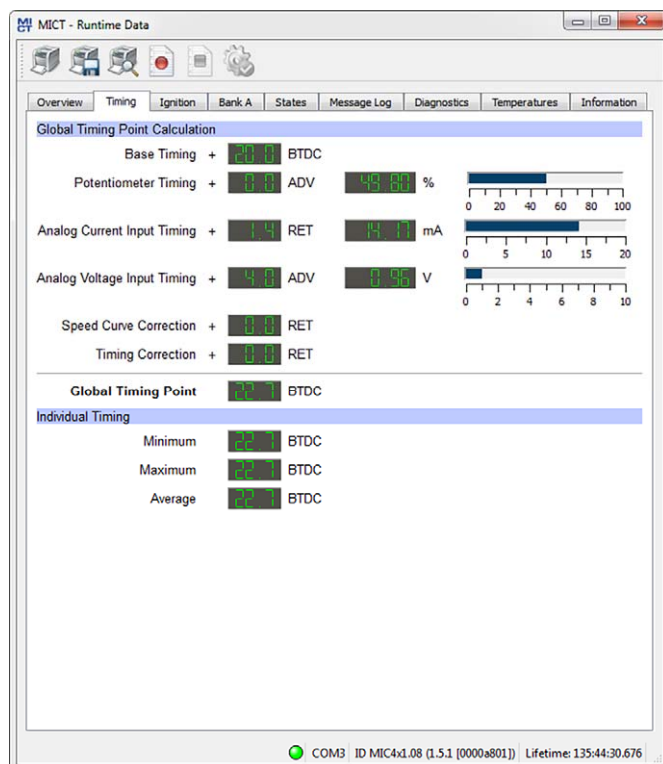 MICT - Runtime Data
Overview Timing Ignition Bank A States Message Log Diagnostics Temperatures Information
Global Timing Point Calculation
Base Timing + 20.0 BTDC
Potentiometer Timing + 0.0 ADV 49.80 %
0 20 40 60 80 100
Analog Current Input Timing + 1.4 RET 14.17 mA
0 5 10 15 20
Analog Voltage Input Timing + 4.0 ADV 0.96 V
0 2 4 6 8 10
Speed Curve Correction + 0.0 RET
Timing Correction + 0.0 RET
Global Timing Point 22.7 BTDC
Individual Timing
Minimum 22.7 BTDC
Maximum 22.7 BTDC
Average 22.7 BTDC
COM3 ID MIC4x1.08 (1.5.1 [0000a801]) Lifetime: 135:44:30.676